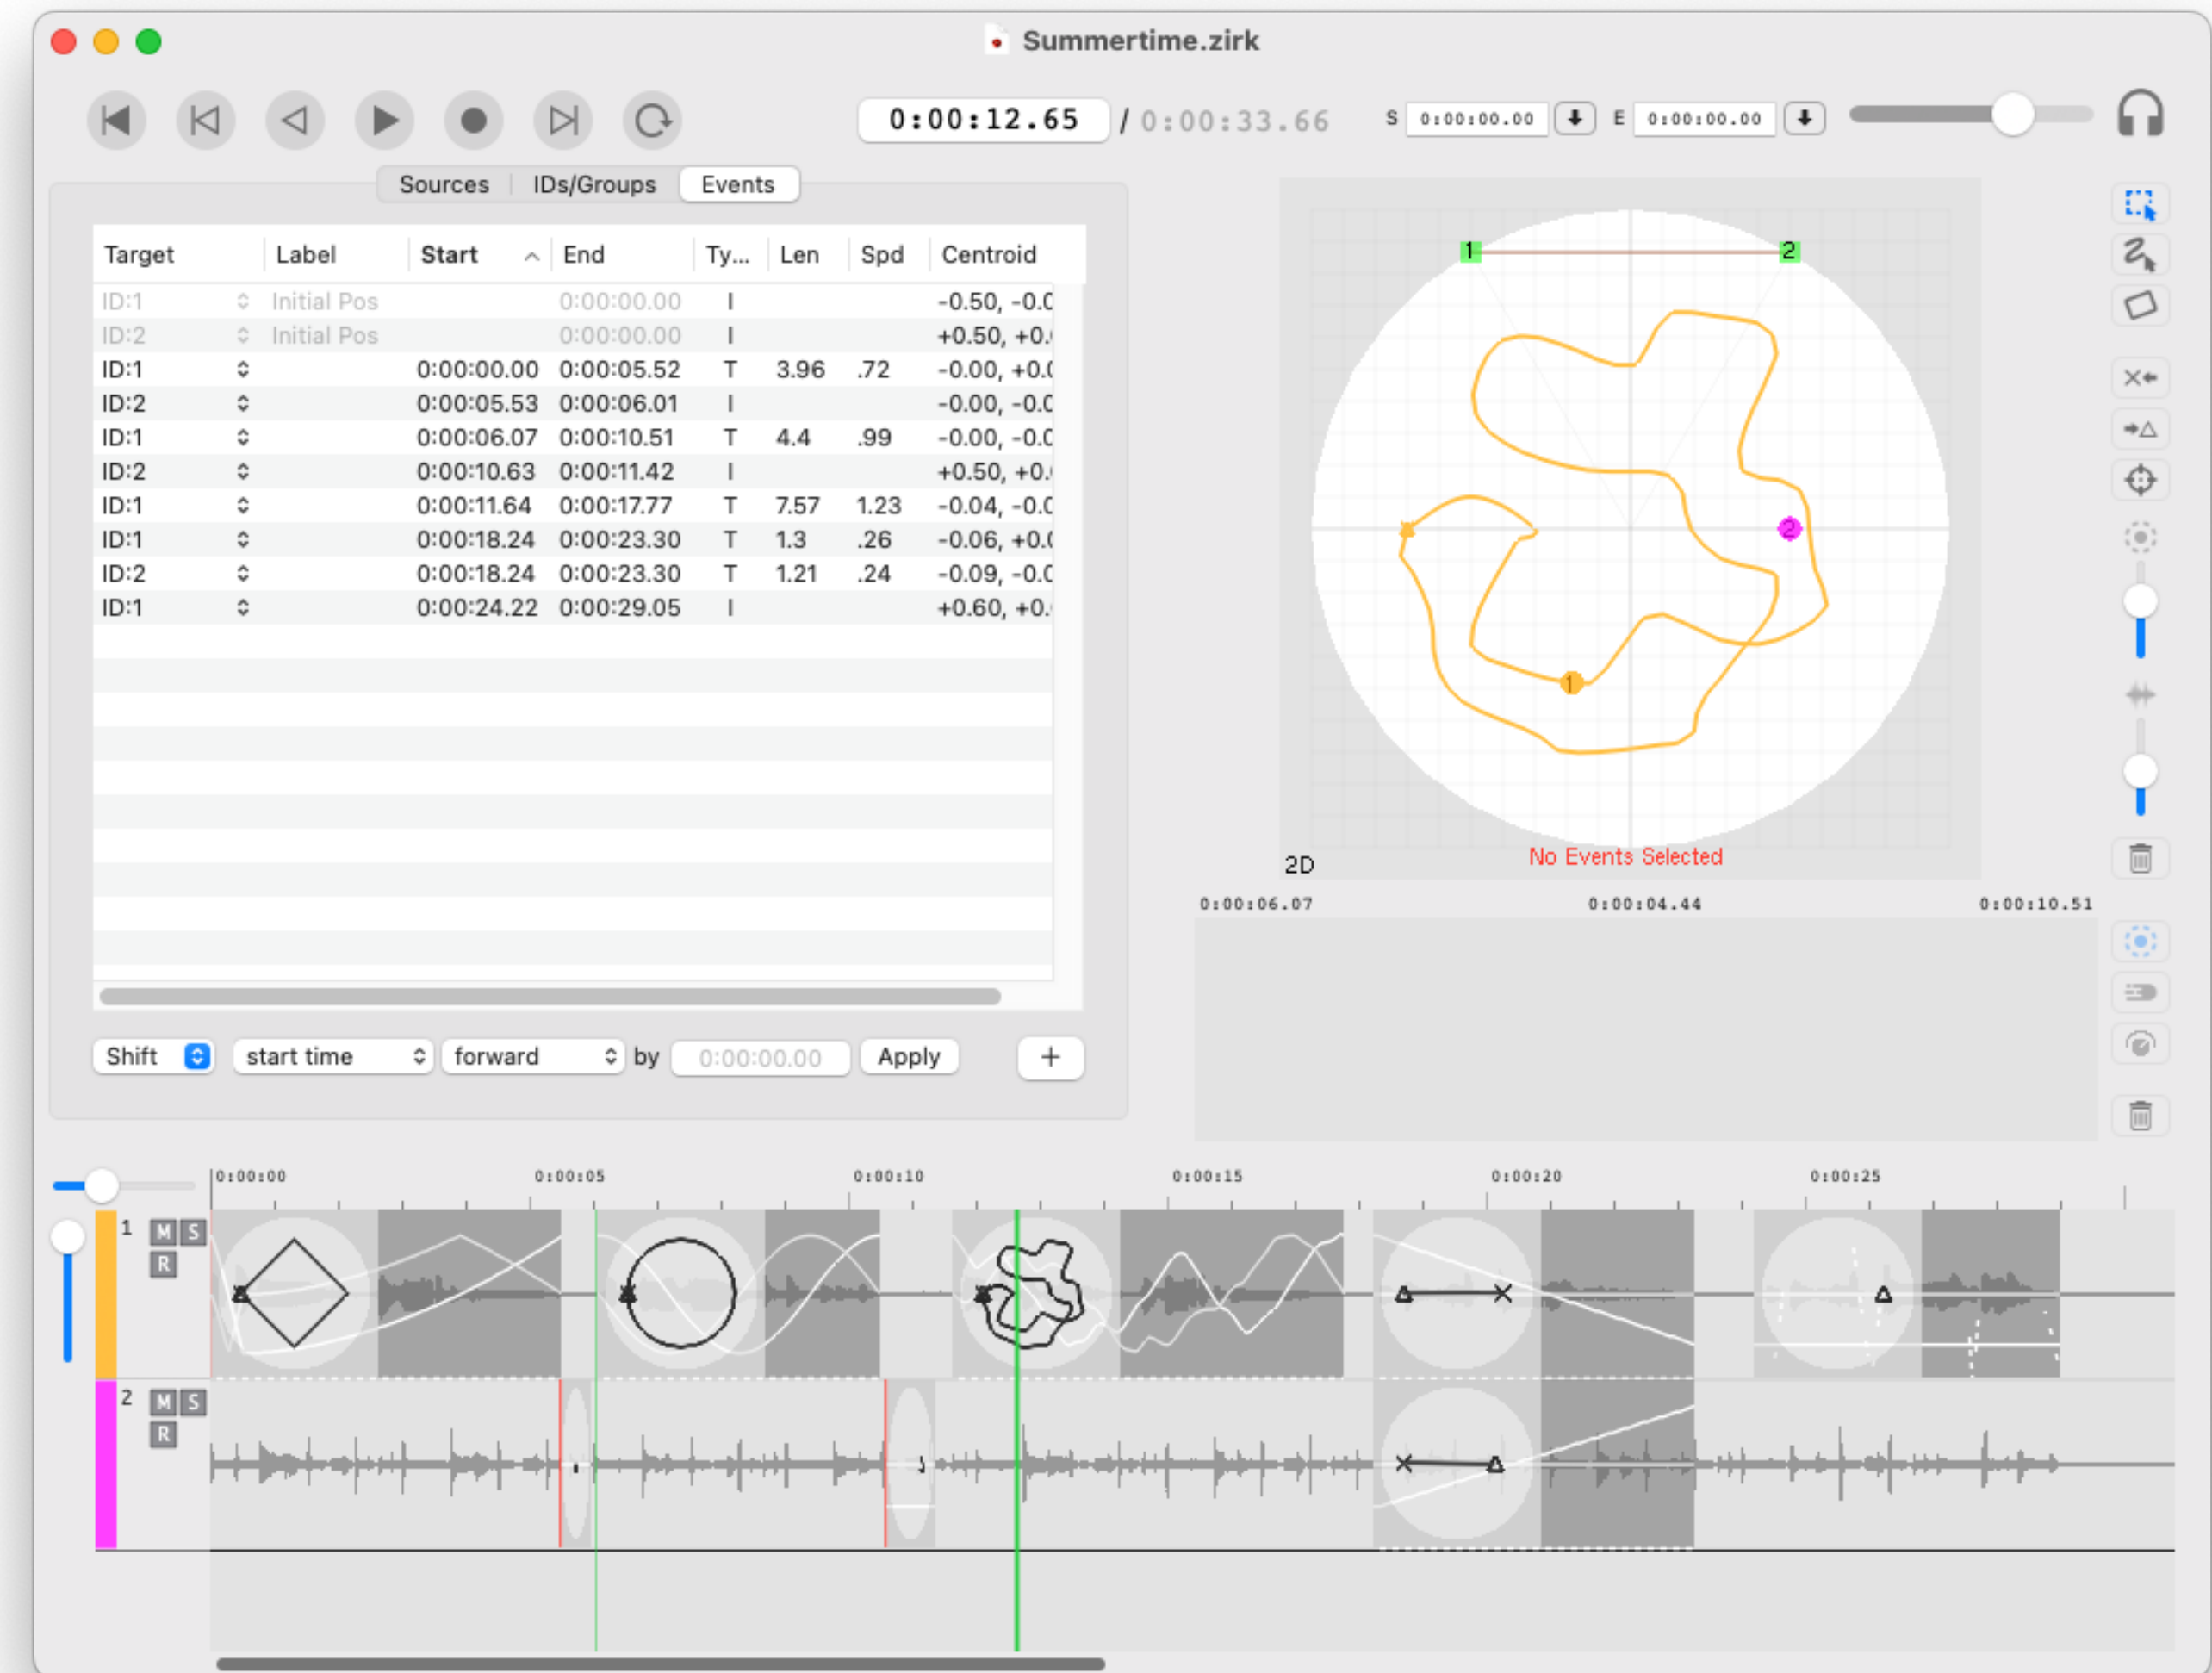 Summertime.zirk
0:00:12.65 / 0:00:33.66 S 0:00:00.00 E 0:00:00.00
Sources IDs/Groups Events
Target Label Start End Ty... Len Spd Centroid
ID:1 Initial Pos 0:00:00.00 I -0.50, -0.0
ID:2 Initial Pos 0:00:00.00 I +0.50, +0.
ID:1 0:00:00.00 0:00:05.52 T 3.96 .72 -0.00, +0.0
ID:2 0:00:05.53 0:00:06.01 I -0.00, -0.0
ID:1 0:00:06.07 0:00:10.51 T 4.4 .99 -0.00, -0.0
ID:2 0:00:10.63 0:00:11.42 I +0.50, +0.
ID:1 0:00:11.64 0:00:17.77 T 7.57 1.23 -0.04, -0.0
ID:1 0:00:18.24 0:00:23.30 T 1.3 .26 -0.06, +0.0
ID:2 0:00:18.24 0:00:23.30 T 1.21 .24 -0.09, -0.0
ID:1 0:00:24.22 0:00:29.05 I +0.60, +0.
Shift start time forward by 0:00:00.00 Apply +
1 2
2
1
No Events Selected
2D
0:00:06.07 0:00:04.44 0:00:10.51
0:00:00 0:00:05 0:00:10 0:00:15 0:00:20 0:00:25
1 M S
R
2 M S
R